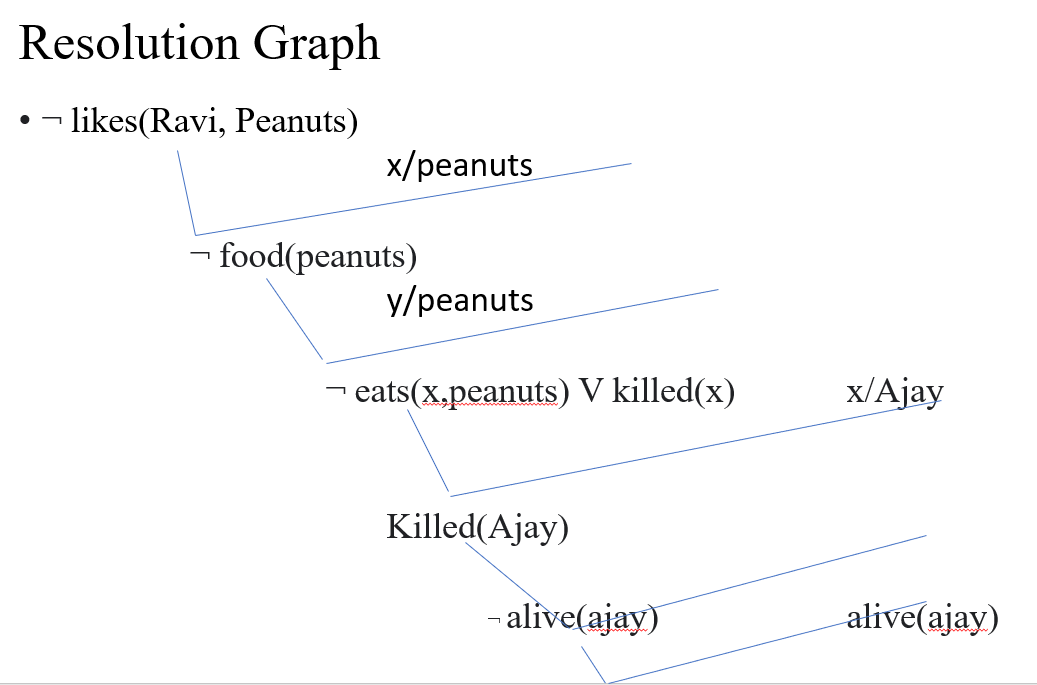 Resolution Graph
• ¬ likes(Ravi, Peanuts)
x/peanuts
¬ food(peanuts)
y/peanuts
¬ eats(x,peanuts) V killed(x) x/Ajay
Killed(Ajay)
¬ alive(ajay) alive(ajay)